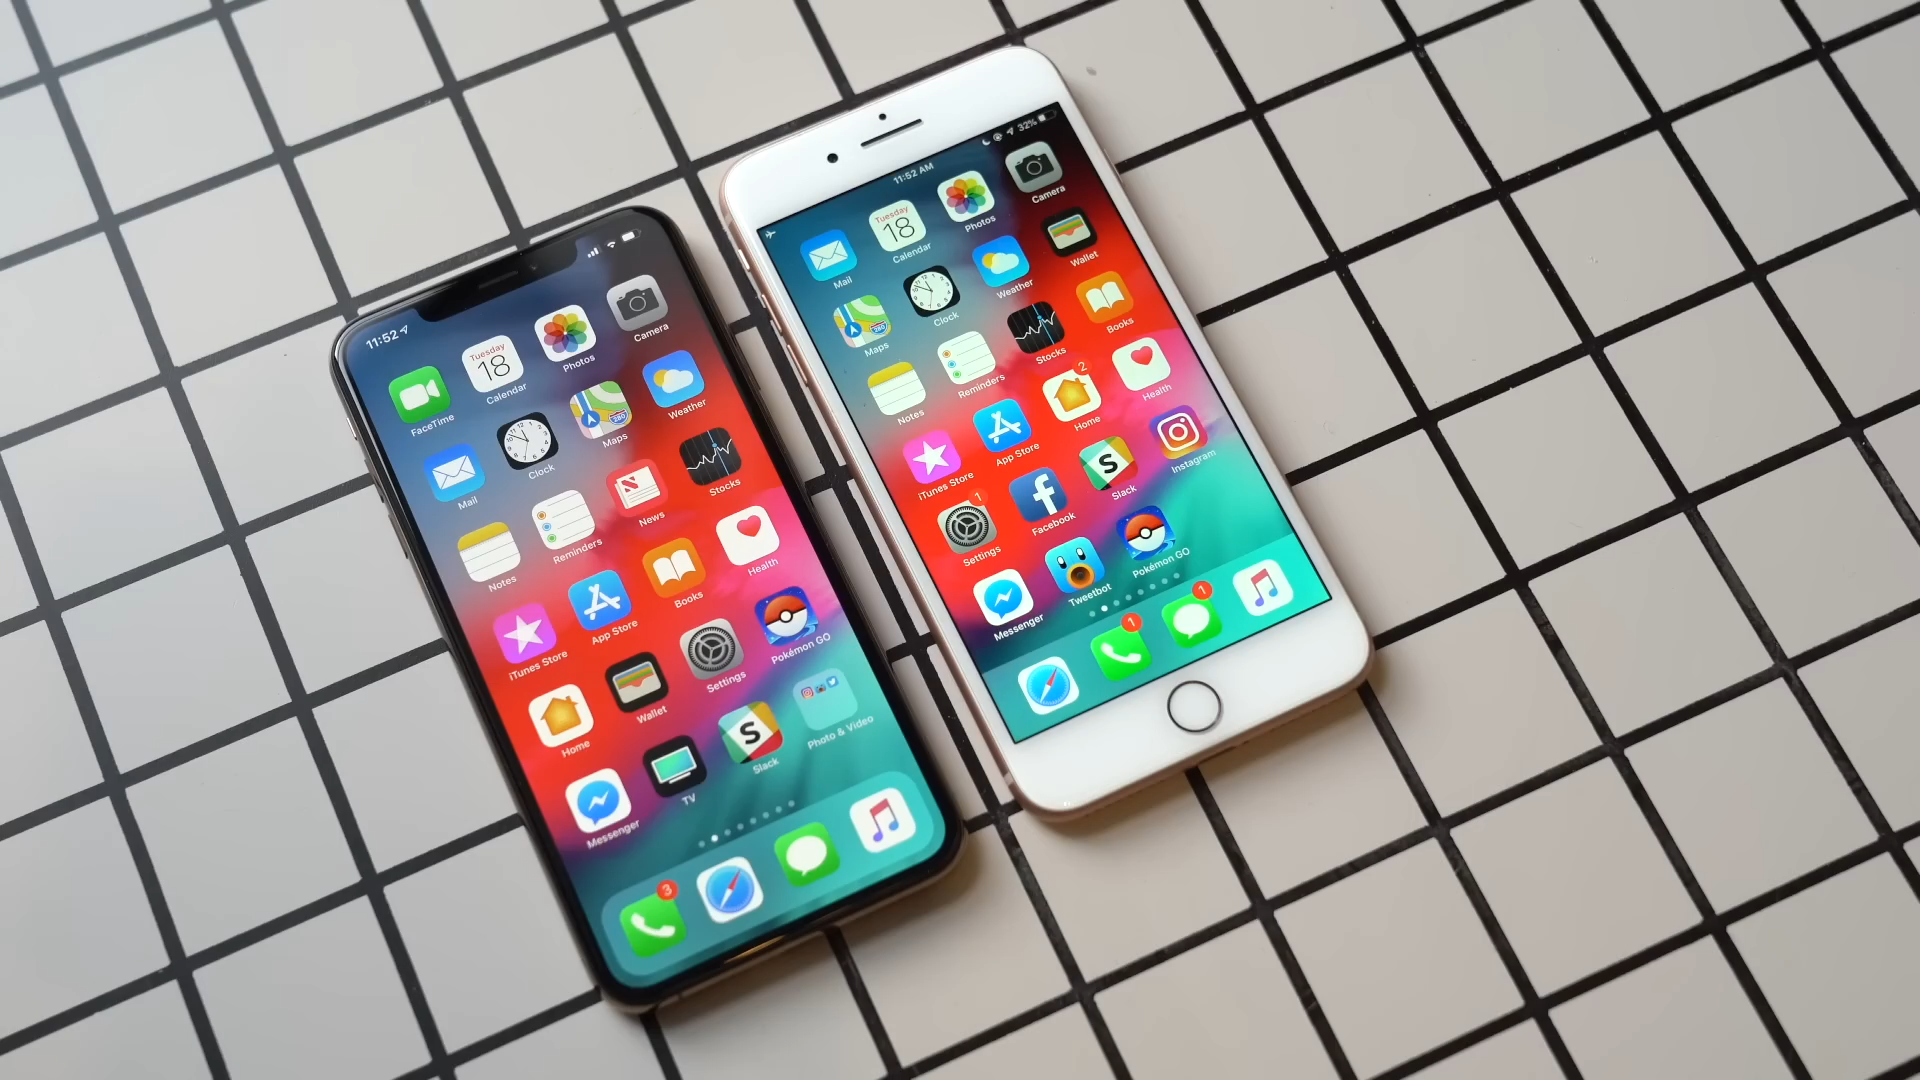 11:52
FaceTime
Tuesday
18
Calendar
Photos
Camera
Mail
Clock
280
Maps
Weather
Notes
Reminders
News
Stocks
iTunes Store
App Store
Books
Health
Home
Wallet
Settings
Pokémon GO
Messenger
TV
S
Slack
Photo & Video
3
11:52 AM
32%
Mail
Tuesday
18
Calendar
Photos
Camera
280
Maps
Clock
Weather
Wallet
Notes
Reminders
Stocks
Books
iTunes Store
App Store
2
Home
Health
1
Settings
f
Facebook
S
Slack
Instagram
Messenger
Tweetbot
Pokémon GO
1
1